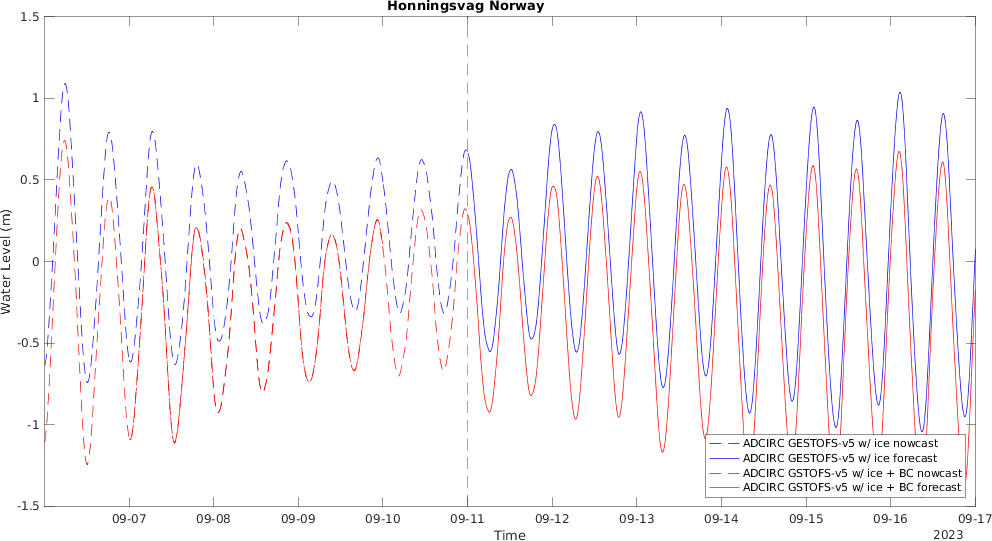 Honningsvag Norway
1.5
1
0.5
0
-0.5
-1
-1.5
Water Level (m)
ADCIRC GESTOFS-v5 w/ ice nowcast
ADCIRC GESTOFS-v5 w/ ice forecast
ADCIRC GSTOFS-v5 w/ ice + BC nowcast
ADCIRC GSTOFS-v5 w/ ice + BC forecast
09-07 09-08 09-09 09-10 09-11 09-12 09-13 09-14 09-15 09-16 09-17
Time
2023